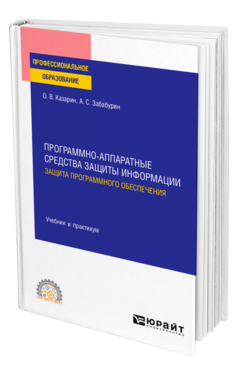 ПРОФЕССИОНАЛЬНОЕ
ОБРАЗОВАНИЕ
О. В. Казарин, А. С. Забабурин
ПРОГРАММНО-АППАРАТНЫЕ
СРЕДСТВА ЗАЩИТЫ ИНФОРМАЦИИ
ЗАЩИТА ПРОГРАММНОГО ОБЕСПЕЧЕНИЯ
Учебник и практикум
юрайт